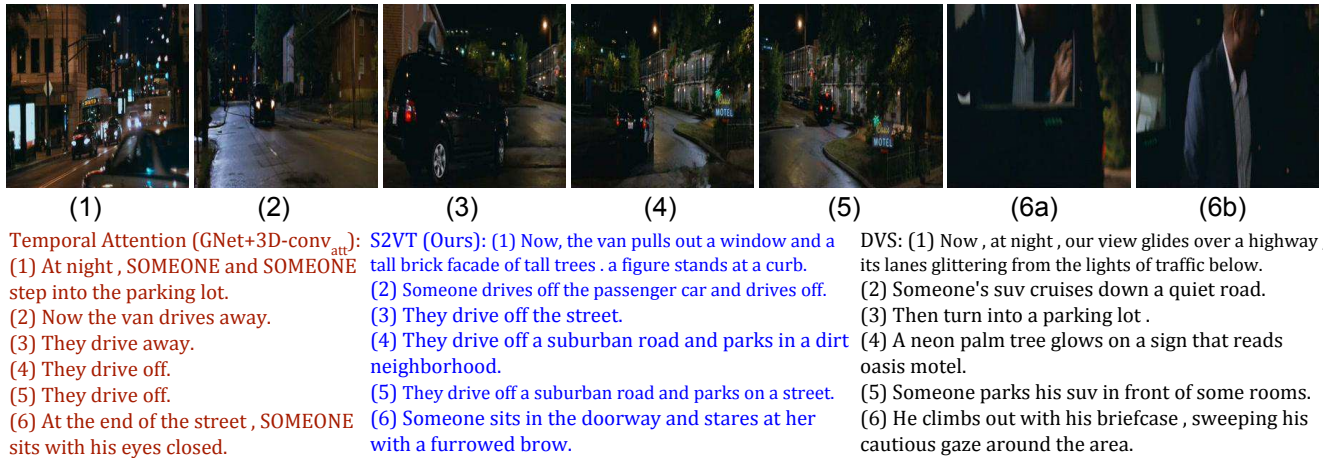 MOTEL
MOTEL
(1)
(2)
(3)
(4)
(5)
(6a)
(6b)
Temporal Attention (GNet+3D-conv_att):
(1) At night , SOMEONE and SOMEONE
step into the parking lot.
(2) Now the van drives away.
(3) They drive away.
(4) They drive off.
(5) They drive off.
(6) At the end of the street , SOMEONE
sits with his eyes closed.
S2VT (Ours): (1) Now, the van pulls out a window and a
tall brick facade of tall trees . a figure stands at a curb.
(2) Someone drives off the passenger car and drives off.
(3) They drive off the street.
(4) They drive off a suburban road and parks in a dirt
neighborhood.
(5) They drive off a suburban road and parks on a street.
(6) Someone sits in the doorway and stares at her
with a furrowed brow.
DVS: (1) Now , at night , our view glides over a highway ,
its lanes glittering from the lights of traffic below.
(2) Someone's suv cruises down a quiet road.
(3) Then turn into a parking lot .
(4) A neon palm tree glows on a sign that reads
oasis motel.
(5) Someone parks his suv in front of some rooms.
(6) He climbs out with his briefcase , sweeping his
cautious gaze around the area.